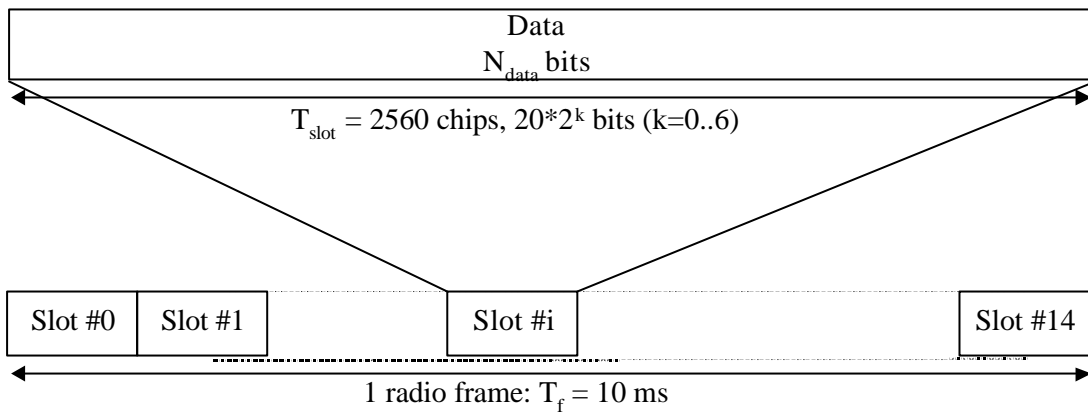 Data
N_data bits
T_slot = 2560 chips, 20*2^k bits (k=0..6)
Slot #0 Slot #1 Slot #i Slot #14
1 radio frame: T_f = 10 ms